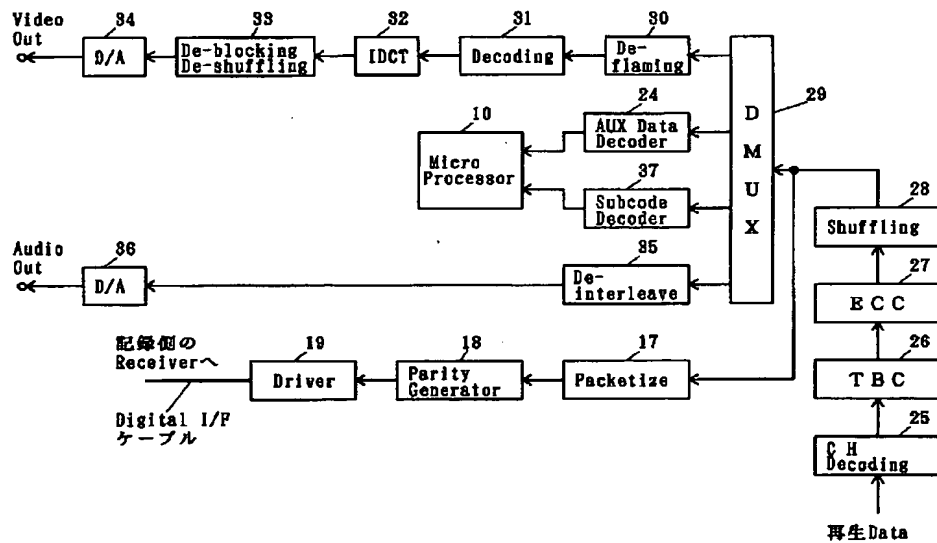 Video
Out
34
D/A
33
De-blocking
De-shuffling
32
IDCT
31
Decoding
30
De-
flaming
29
DMUX
24
AUX Data
Decoder
10
Micro
Processor
37
Subcode
Decoder
28
Shuffling
Audio
Out
36
D/A
35
De-
interleave
27
ECC
記録側の
Receiverへ
19
Driver
18
Parity
Generator
17
Packetize
26
TBC
Digital I/F
ケーブル
25
CH
Decoding
再生Data